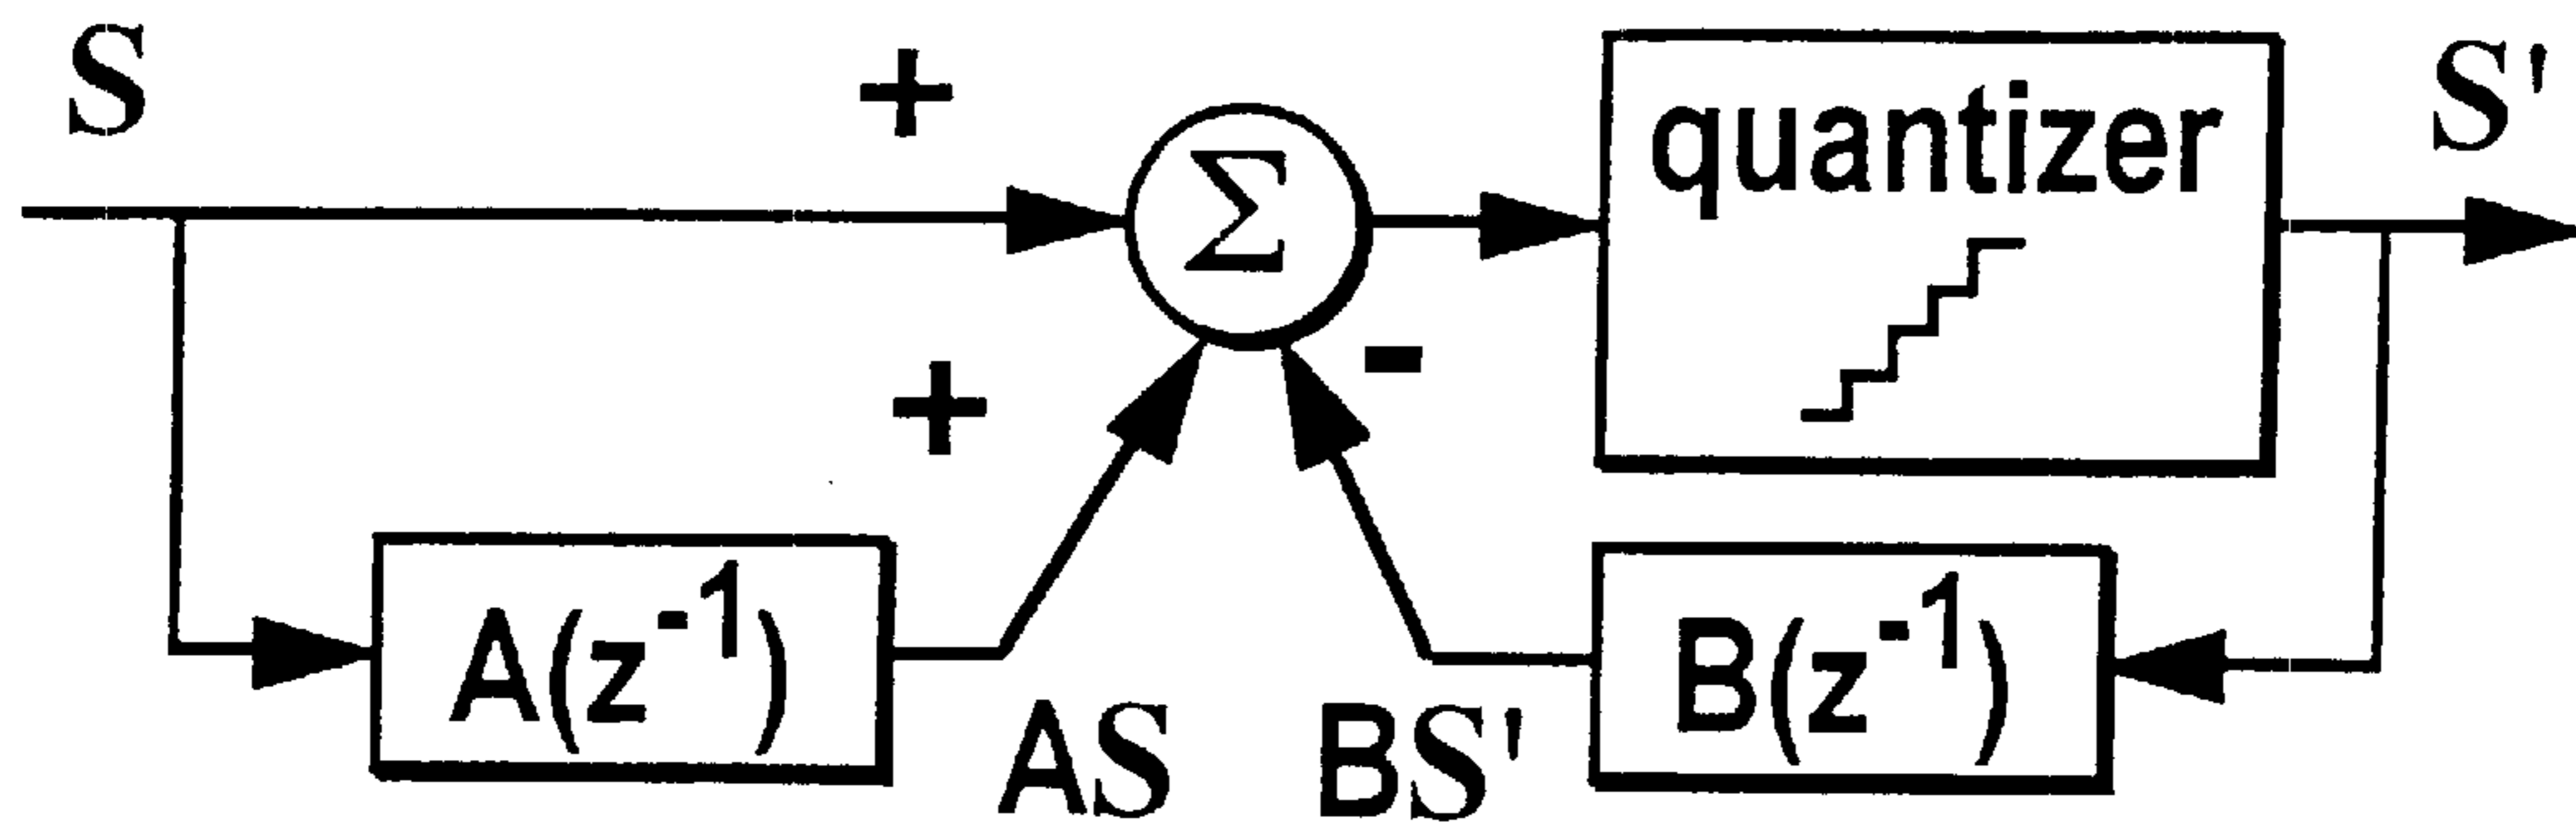 S
+
Σ
quantizer
S'
+
-
A(z⁻¹)
AS
BS'
B(z⁻¹)